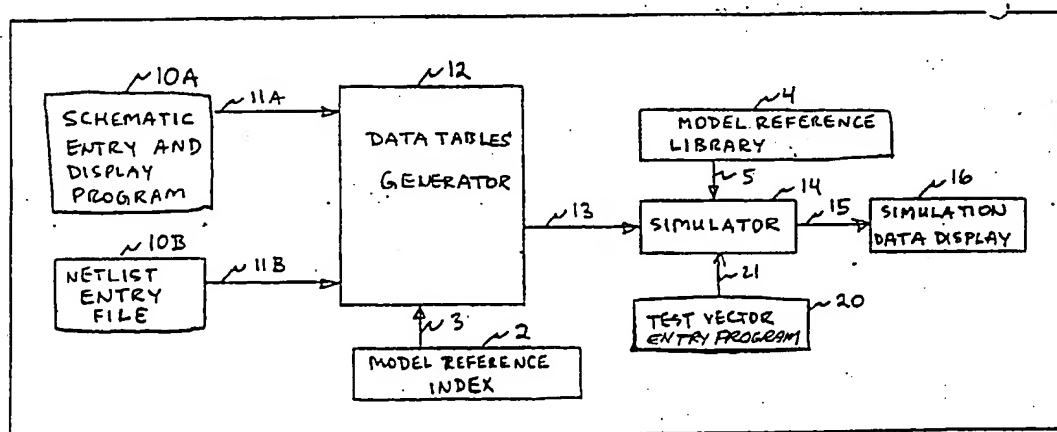 10A
SCHEMATIC
ENTRY AND
DISPLAY
PROGRAM
11A
10B
NETLIST
ENTRY
FILE
11B
12
DATA TABLES
GENERATOR
3
2
MODEL REFERENCE
INDEX
13
4
MODEL REFERENCE
LIBRARY
5
14
SIMULATOR
15
16
SIMULATION
DATA DISPLAY
21
20
TEST VECTOR
ENTRY PROGRAM